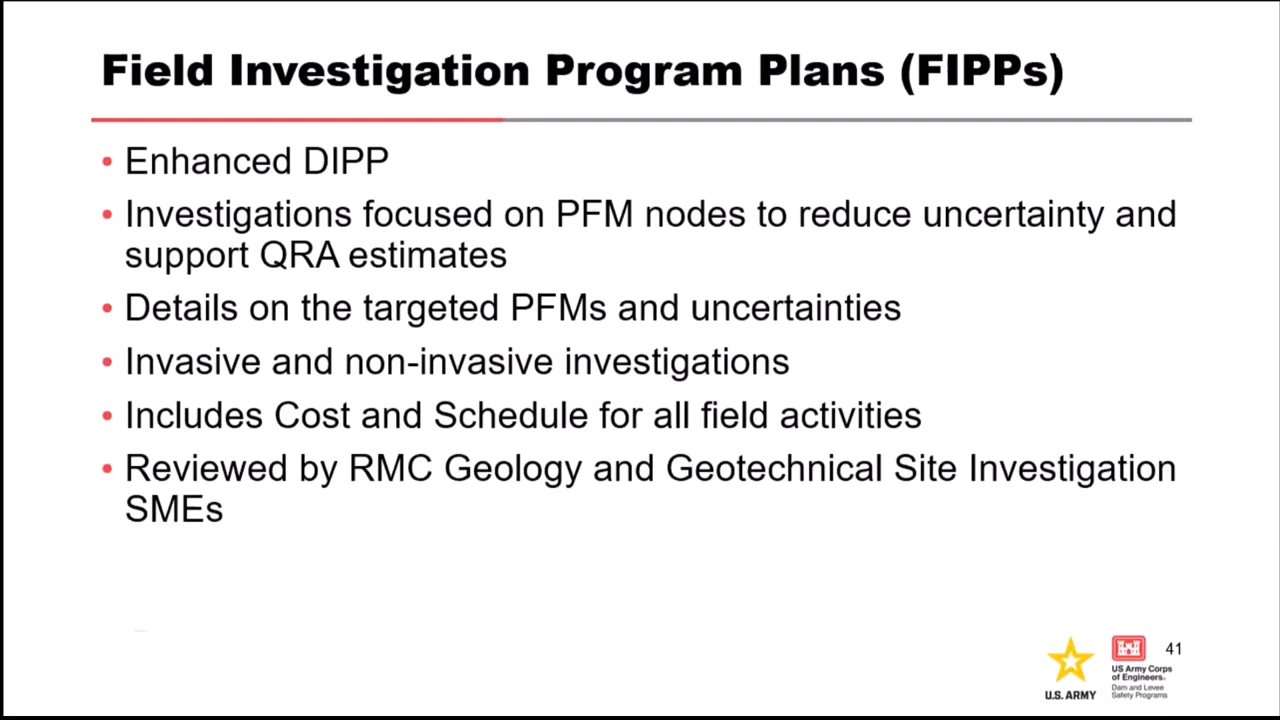 Field Investigation Program Plans (FIPPs)
• Enhanced DIPP
• Investigations focused on PFM nodes to reduce uncertainty and
support QRA estimates
• Details on the targeted PFMs and uncertainties
• Invasive and non-invasive investigations
• Includes Cost and Schedule for all field activities
• Reviewed by RMC Geology and Geotechnical Site Investigation
SMEs
41
U.S. ARMY
US Army Corps
of Engineers®
Dam and Levee
Safety Programs